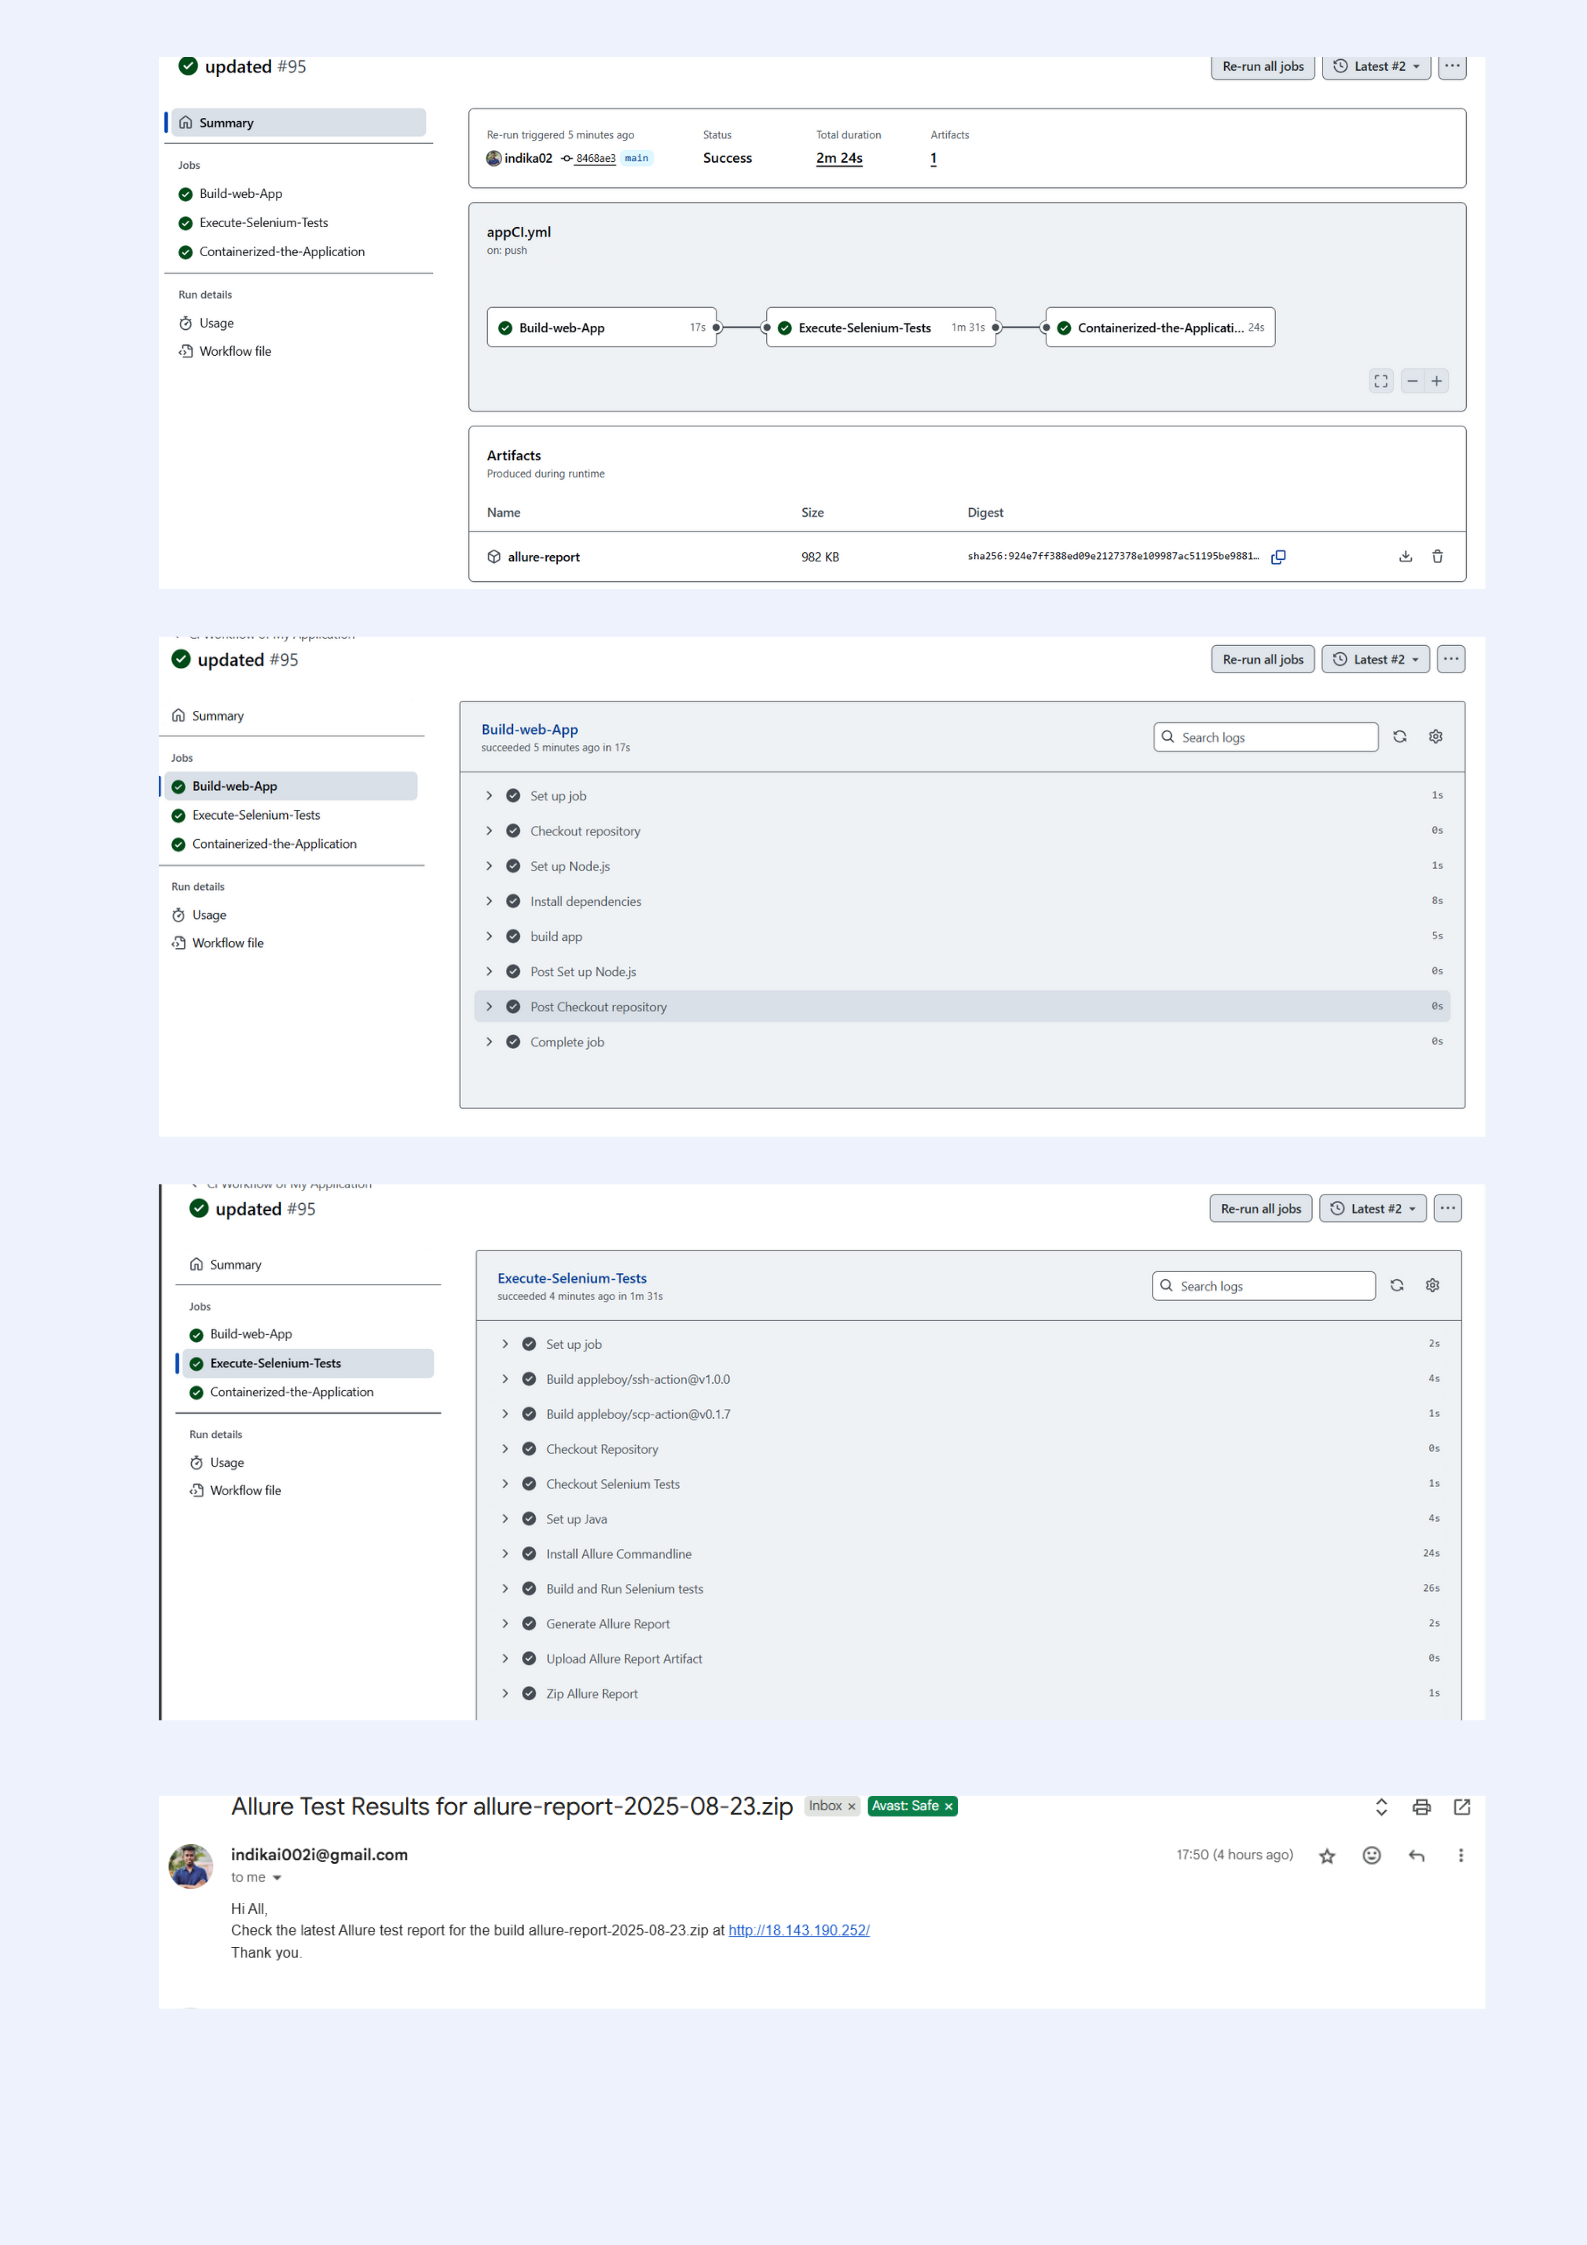 updated #95
Re-run all jobs
Latest #2
Summary
Jobs
Build-web-App
Execute-Selenium-Tests
Containerized-the-Application
Run details
Usage
Workflow file
Re-run triggered 5 minutes ago
Status
Total duration
Artifacts
indika02 8468ae3 main
Success
2m 24s
1
appCI.yml
on: push
Build-web-App 17s
Execute-Selenium-Tests 1m 31s
Containerized-the-Applicati... 24s
Artifacts
Produced during runtime
Name Size Digest
allure-report 982 KB sha256:924e7ff388ed09e2127378e109987ac51195be9881...
CI Workflow of My Application
updated #95
Re-run all jobs
Latest #2
Summary
Jobs
Build-web-App
Execute-Selenium-Tests
Containerized-the-Application
Run details
Usage
Workflow file
Build-web-App
succeeded 5 minutes ago in 17s
Search logs
Set up job 1s
Checkout repository 0s
Set up Node.js 1s
Install dependencies 8s
build app 5s
Post Set up Node.js 0s
Post Checkout repository 0s
Complete job 0s
CI Workflow of My Application
updated #95
Re-run all jobs
Latest #2
Summary
Jobs
Build-web-App
Execute-Selenium-Tests
Containerized-the-Application
Run details
Usage
Workflow file
Execute-Selenium-Tests
succeeded 4 minutes ago in 1m 31s
Search logs
Set up job 2s
Build appleboy/ssh-action@v1.0.0 4s
Build appleboy/scp-action@v0.1.7 1s
Checkout Repository 0s
Checkout Selenium Tests 1s
Set up Java 4s
Install Allure Commandline 24s
Build and Run Selenium tests 26s
Generate Allure Report 2s
Upload Allure Report Artifact 0s
Zip Allure Report 1s
Allure Test Results for allure-report-2025-08-23.zip Inbox × Avast: Safe ×
indikai002i@gmail.com
17:50 (4 hours ago)
to me
Hi All,
Check the latest Allure test report for the build allure-report-2025-08-23.zip at http://18.143.190.252/
Thank you.